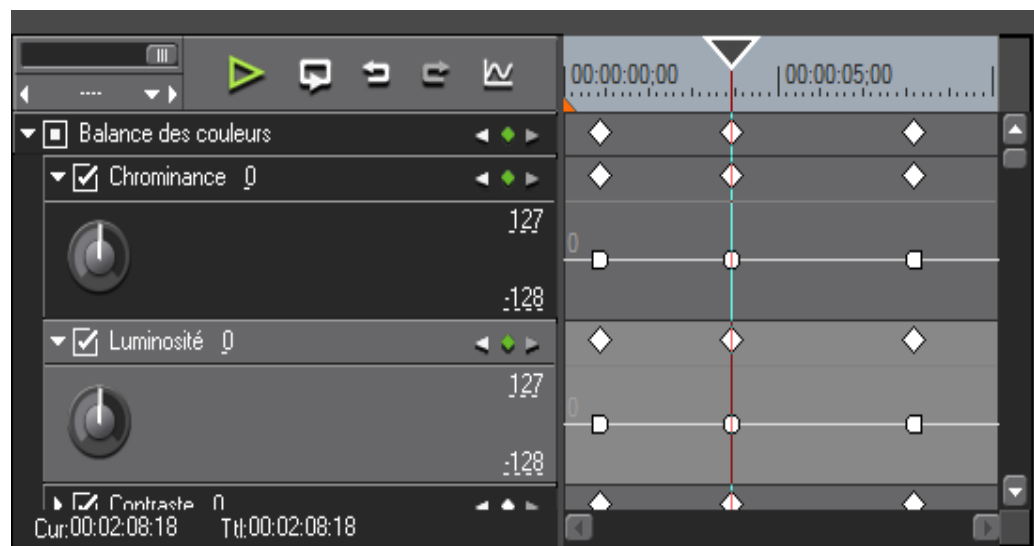 00:00:00;00 00:00:05;00
----
Balance des couleurs
Chrominance 0
127
0
-128
Luminosité 0
127
0
-128
Contraste 0
Cur:00:02:08:18 Ttl:00:02:08:18